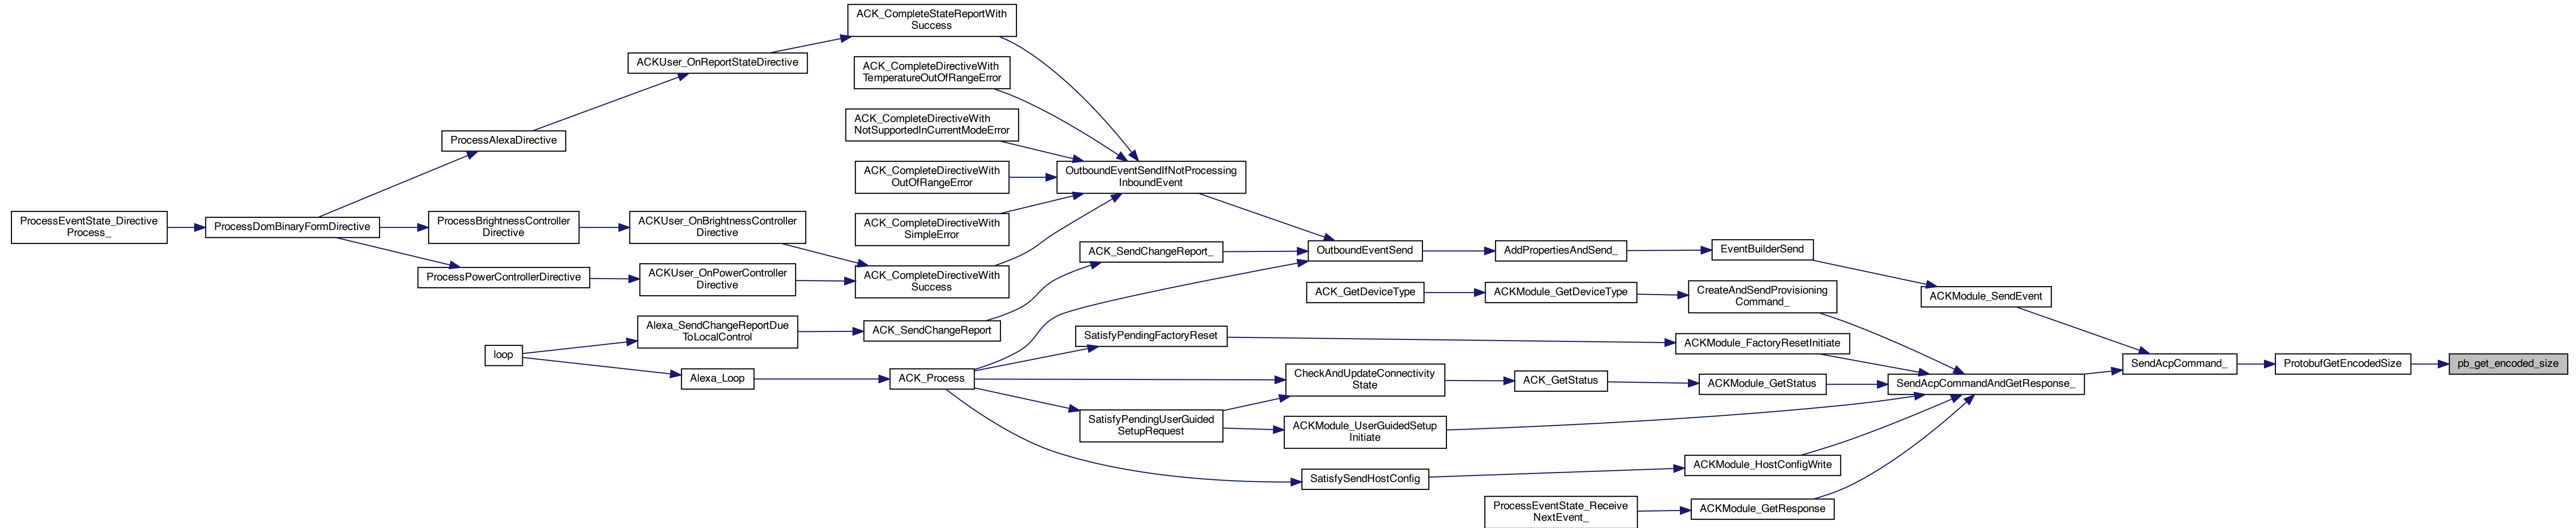 ACK_CompleteStateReportWith
Success
ACKUser_OnReportStateDirective
ACK_CompleteDirectiveWith
TemperatureOutOfRangeError
ACK_CompleteDirectiveWith
NotSupportedInCurrentModeError
ProcessAlexaDirective
ACK_CompleteDirectiveWith
OutOfRangeError
OutboundEventSendIfNotProcessing
InboundEvent
ProcessEventState_Directive
Process_
ProcessDomBinaryFormDirective
ProcessBrightnessController
Directive
ACKUser_OnBrightnessController
Directive
ACK_CompleteDirectiveWith
SimpleError
ACK_SendChangeReport_
OutboundEventSend
AddPropertiesAndSend_
EventBuilderSend
ProcessPowerControllerDirective
ACKUser_OnPowerController
Directive
ACK_CompleteDirectiveWith
Success
ACK_GetDeviceType
ACKModule_GetDeviceType
CreateAndSendProvisioning
Command_
ACKModule_SendEvent
loop
Alexa_SendChangeReportDue
ToLocalControl
ACK_SendChangeReport
SatisfyPendingFactoryReset
ACKModule_FactoryResetInitiate
Alexa_Loop
ACK_Process
CheckAndUpdateConnectivity
State
ACK_GetStatus
ACKModule_GetStatus
SendAcpCommandAndGetResponse_
SendAcpCommand_
ProtobufGetEncodedSize
pb_get_encoded_size
SatisfyPendingUserGuided
SetupRequest
ACKModule_UserGuidedSetup
Initiate
SatisfySendHostConfig
ACKModule_HostConfigWrite
ProcessEventState_Receive
NextEvent_
ACKModule_GetResponse